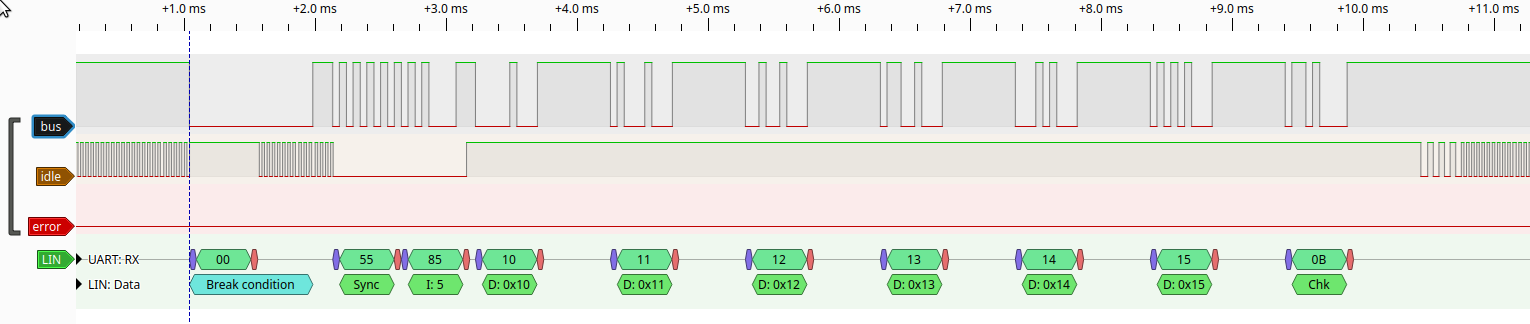 +1.0 ms +2.0 ms +3.0 ms +4.0 ms +5.0 ms +6.0 ms +7.0 ms +8.0 ms +9.0 ms +10.0 ms +11.0 ms
bus
idle
error
LIN UART: RX 00 55 85 10 11 12 13 14 15 0B
LIN: Data Break condition Sync I: 5 D: 0x10 D: 0x11 D: 0x12 D: 0x13 D: 0x14 D: 0x15 Chk